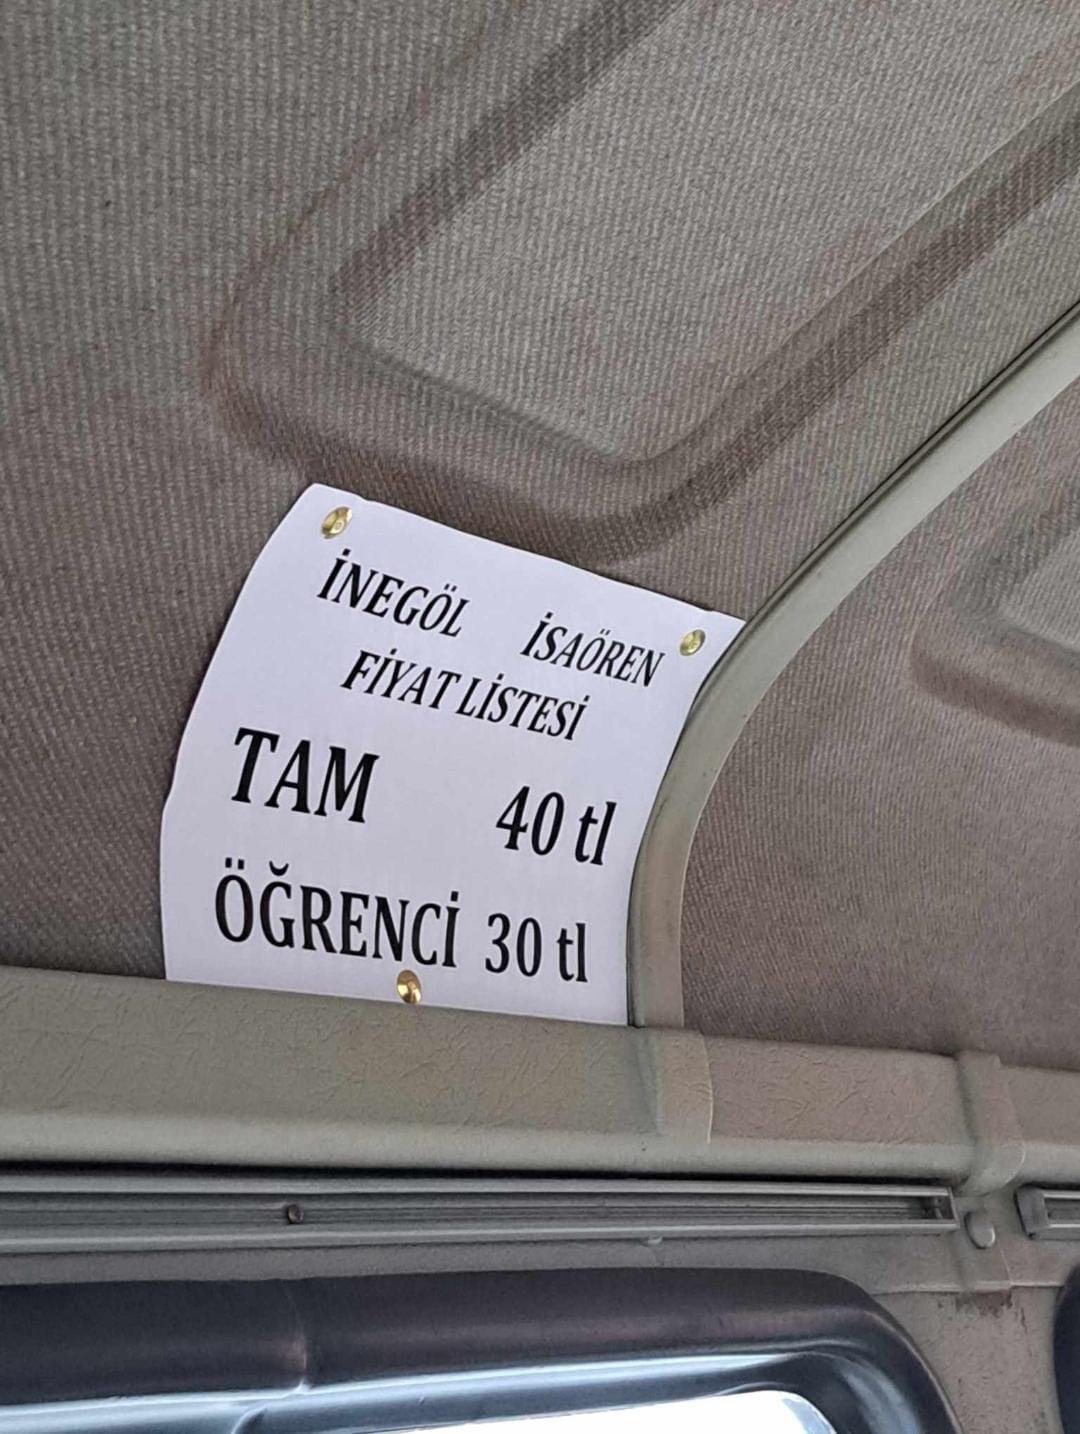 İNEGÖL İSAÖREN
FİYAT LİSTESİ
TAM 40 tl
ÖĞRENCİ 30 tl